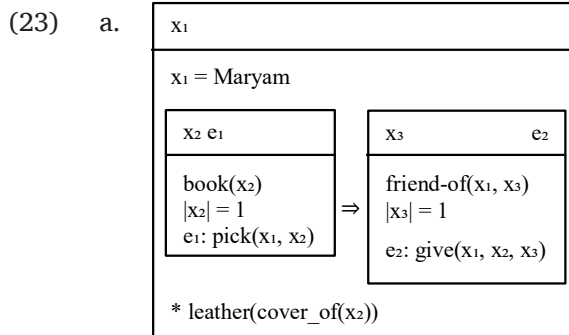 (23) a.
x₁
x₁ = Maryam
x₂ e₁
book(x₂)
|x₂| = 1
e₁: pick(x₁, x₂)
⇒
x₃ e₂
friend-of(x₁, x₃)
|x₃| = 1
e₂: give(x₁, x₂, x₃)
* leather(cover_of(x₂))